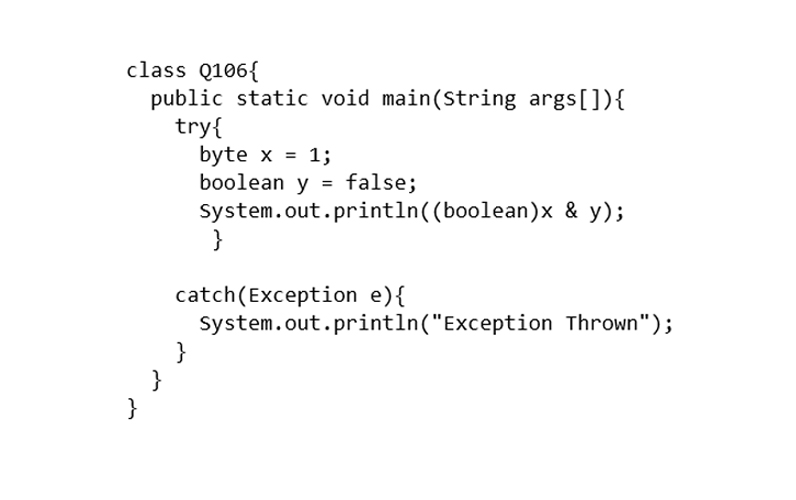 class Q106{
  public static void main(String args[]){
    try{
      byte x = 1;
      boolean y = false;
      System.out.println((boolean)x & y);
       }
    catch(Exception e){
      System.out.println("Exception Thrown");
    }
  }
}